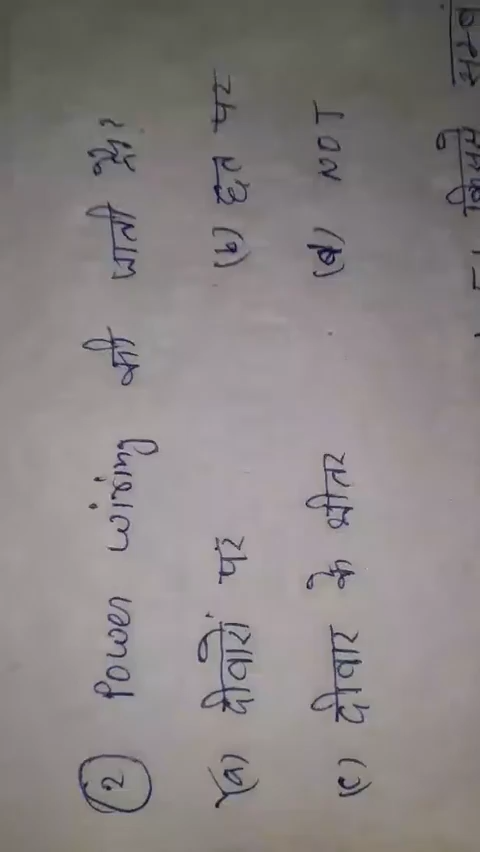 (2) Power wiring की जाती है?
(a) दीवारों पर (b) छत पर
(c) दीवार के भीतर (d) NOT